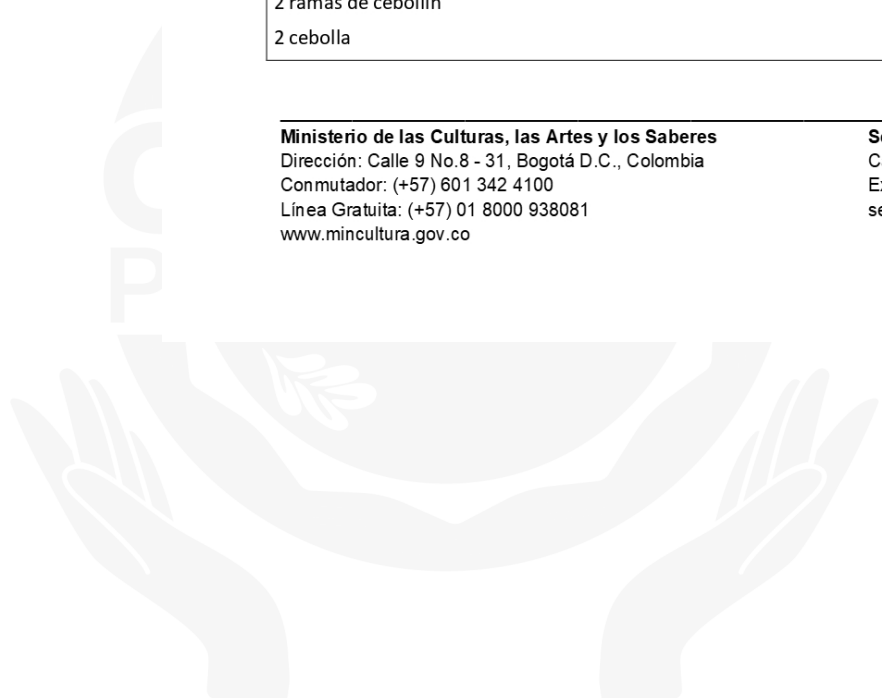 2 ramas de cebollín
2 cebolla
Ministerio de las Culturas, las Artes y los Saberes
Dirección: Calle 9 No.8 - 31, Bogotá D.C., Colombia
Conmutador: (+57) 601 342 4100
Línea Gratuita: (+57) 01 8000 938081
www.mincultura.gov.co